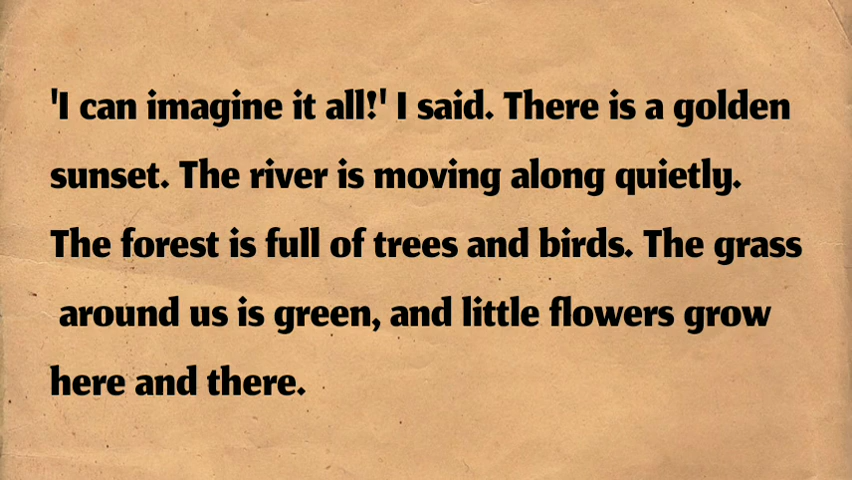 'I can imagine it all!' I said. There is a golden
sunset. The river is moving along quietly.
The forest is full of trees and birds. The grass
around us is green, and little flowers grow
here and there.